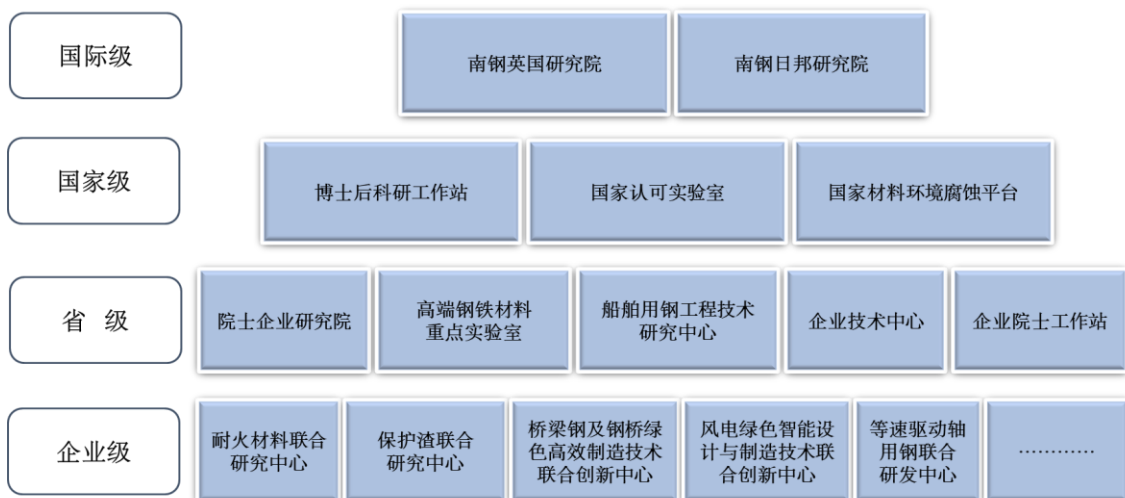 国际级
南钢英国研究院
南钢日邦研究院
国家级
博士后科研工作站
国家认可实验室
国家材料环境腐蚀平台
省 级
院士企业研究院
高端钢铁材料
重点实验室
船舶用钢工程技术
研究中心
企业技术中心
企业院士工作站
企业级
耐火材料联合
研究中心
保护渣联合
研究中心
桥梁钢及钢桥绿
色高效制造技术
联合创新中心
风电绿色智能设
计与制造技术联
合创新中心
等速驱动轴
用钢联合
研发中心
…………